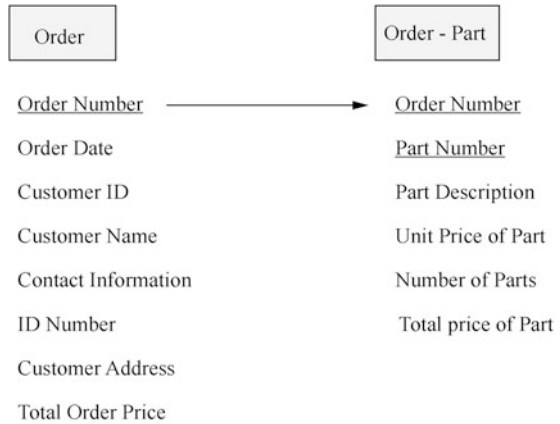 Order
Order - Part
Order Number
Order Number
Order Date
Part Number
Customer ID
Part Description
Customer Name
Unit Price of Part
Contact Information
Number of Parts
ID Number
Total price of Part
Customer Address
Total Order Price